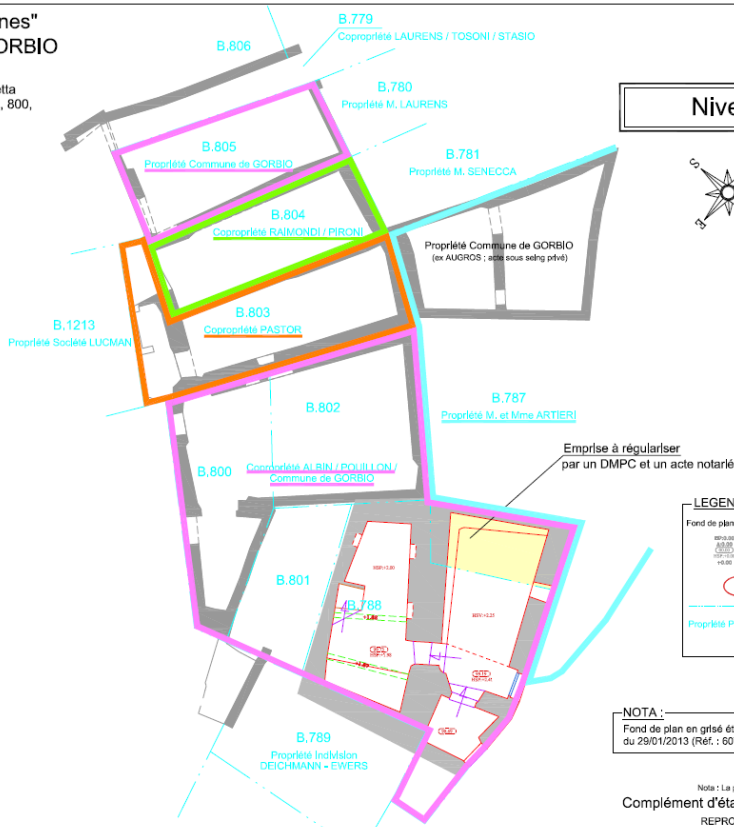 nes"
ORBIO
etta
, 800,
B.779
Copropriété LAURENS / TOSONI / STASIO
B.806
B.780
Propriété M. LAURENS
Nive
B.805
Propriété Commune de GORBIO
B.781
Propriété M. SENECCA
S
E
B.804
Copropriété RAIMONDI / PIRONI
Propriété Commune de GORBIO
(ex AUGROS ; acte sous seing privé)
B.803
Copropriété PASTOR
B.1213
Propriété Société LUCMAN
B.787
Propriété M. et Mme ARTIERI
B.802
B.800
Copropriété ALBIN / POUILLON /
Commune de GORBIO
Emprise à régulariser
par un DMPC et un acte notarié
LEGEN
Fond de plan
+0.00
Propriété P
B.801
B.788
B.789
Propriété Indivision
DEICHMANN - EWERS
NOTA :
Fond de plan en grisé ét
du 29/01/2013 (Réf. : 60
Nota : La p
Complément d'éta
REPRO